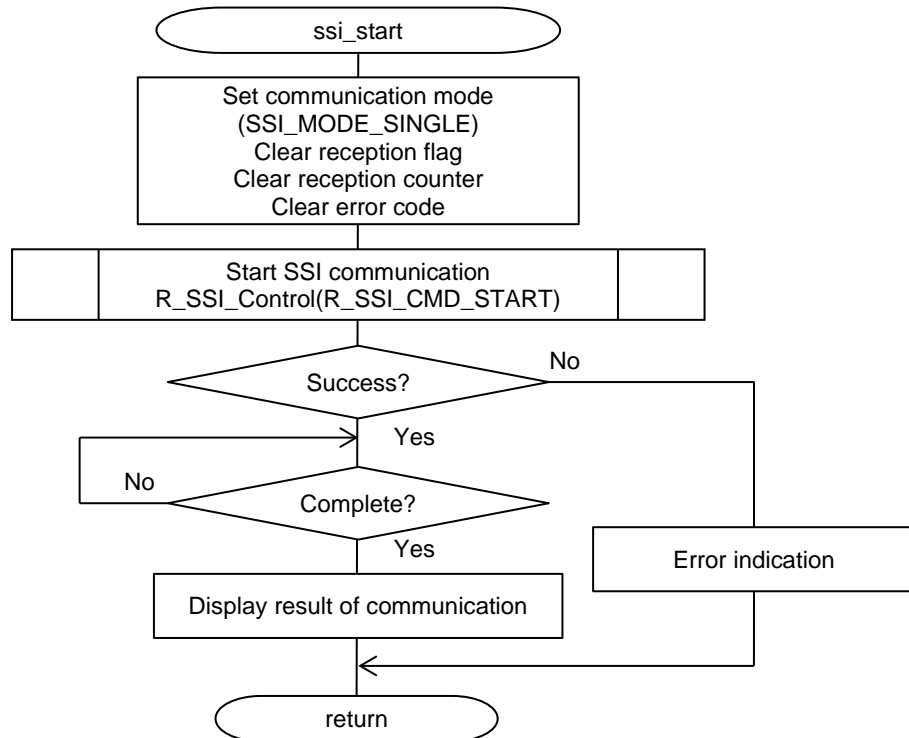 ssi_start
Set communication mode
(SSI_MODE_SINGLE)
Clear reception flag
Clear reception counter
Clear error code
Start SSI communication
R_SSI_Control(R_SSI_CMD_START)
No
Success?
Yes
No
Complete?
Yes
Error indication
Display result of communication
return